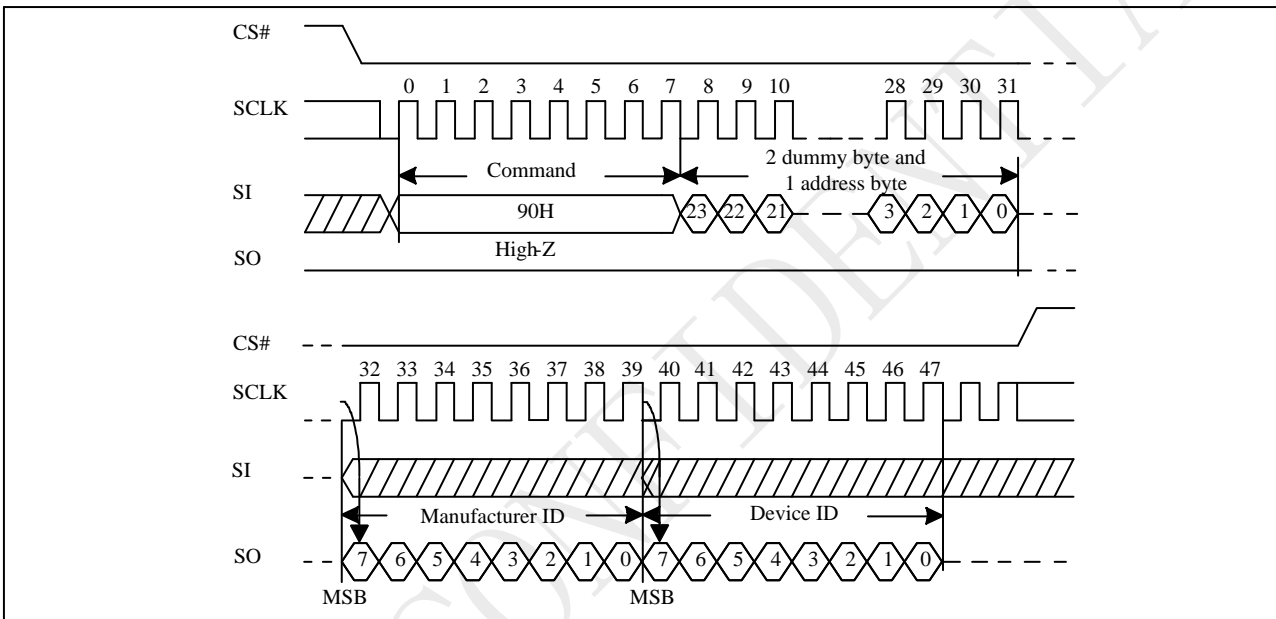 CS#
0 1 2 3 4 5 6 7 8 9 10 28 29 30 31
SCLK
Command
2 dummy byte and
1 address byte
SI
90H
23 22 21 3 2 1 0
High-Z
SO
CS#
32 33 34 35 36 37 38 39 40 41 42 43 44 45 46 47
SCLK
SI
Manufacturer ID
Device ID
SO
7 6 5 4 3 2 1 0 7 6 5 4 3 2 1 0
MSB
MSB
CONFIDENTIA